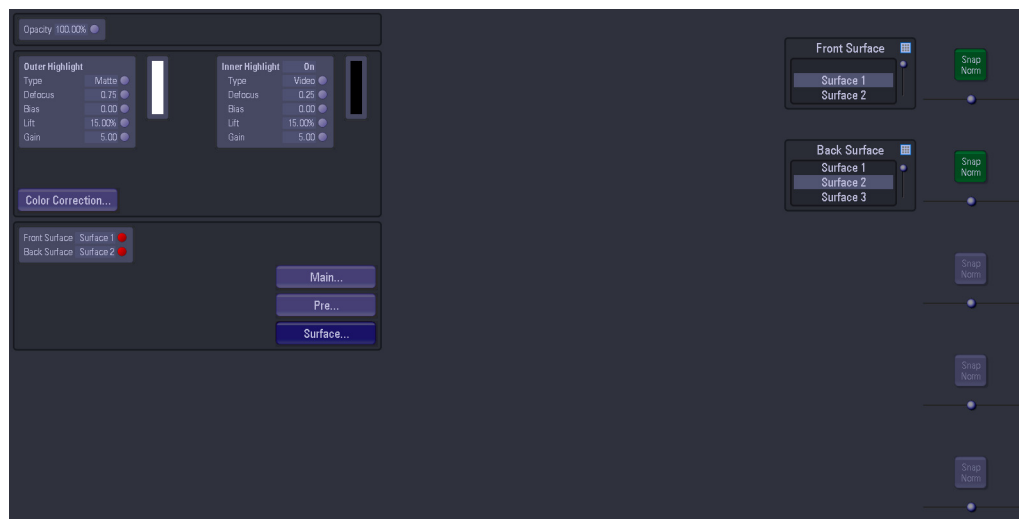 Opacity 100.00%
Outer Highlight
Type Matte
Defocus 0.75
Bias 0.00
Lift 15.00%
Gain 5.00
Inner Highlight On
Type Video
Defocus 0.25
Bias 0.00
Lift 15.00%
Gain 5.00
Color Correction...
Front Surface Surface 1
Back Surface Surface 2
Main...
Pre...
Surface...
Front Surface
Surface 1
Surface 2
Snap
Norm
Back Surface
Surface 1
Surface 2
Surface 3
Snap
Norm
Snap
Norm
Snap
Norm
Snap
Norm